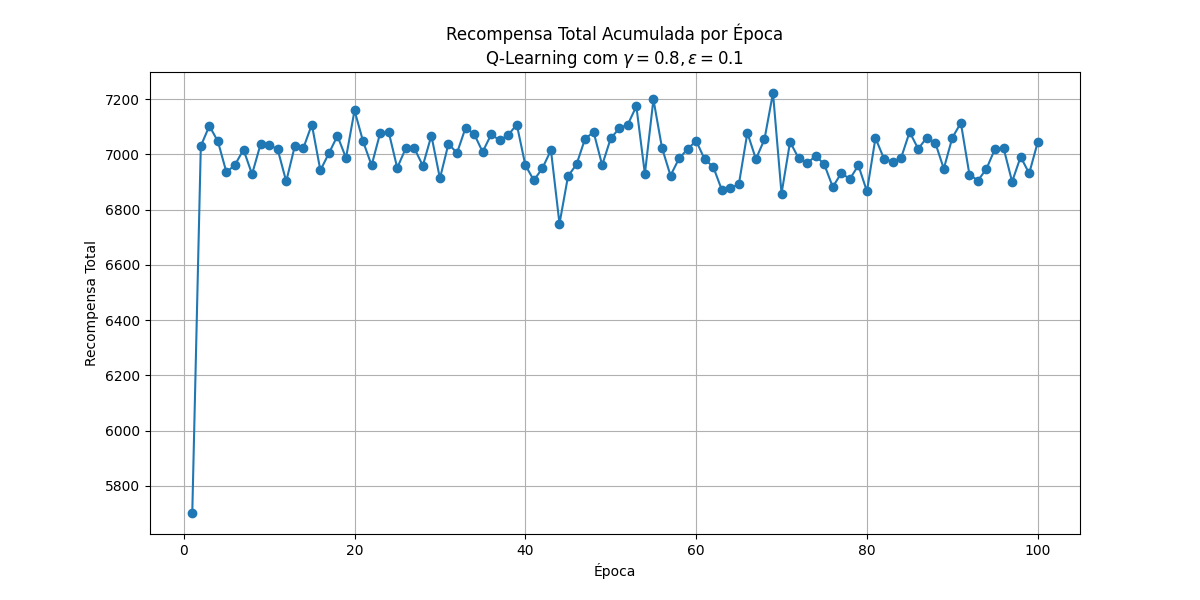 Recompensa Total Acumulada por Época
Q-Learning com γ = 0.8, ε = 0.1
Recompensa Total
7200
7000
6800
6600
6400
6200
6000
5800
0 20 40 60 80 100
Época